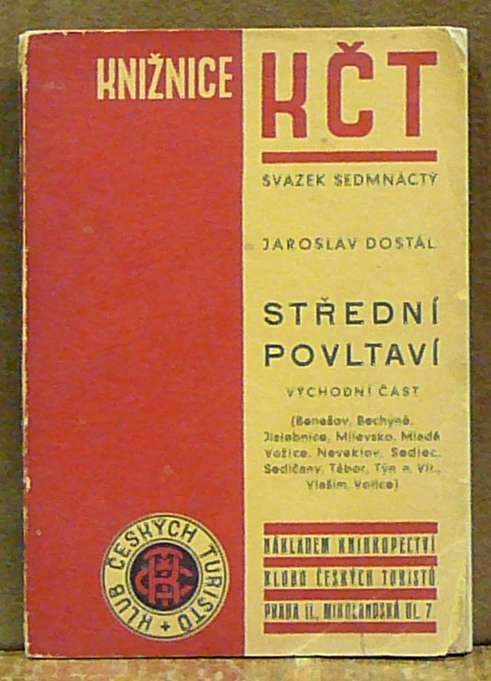 KNIŽNICE
KČT
SVAZEK SEDMNÁCTÝ
JAROSLAV DOSTÁL
STŘEDNÍ
POVLTAVÍ
VÝCHODNÍ ČÁST
(Benešov, Bechyně,
Jistebnice, Milevsko, Mladá
Vožice, Neveklov, Sedlec,
Sedlčany, Tábor, Týn n. Vlt.,
Vlašim, Votice)
NÁKLADEM KNIHKUPECTVÍ
KLUBU ČESKÝCH TURISTŮ
PRAHA II., MIKULANDSKÁ UL. 7
KLUB ČESKÝCH TURISTŮ +
KČT